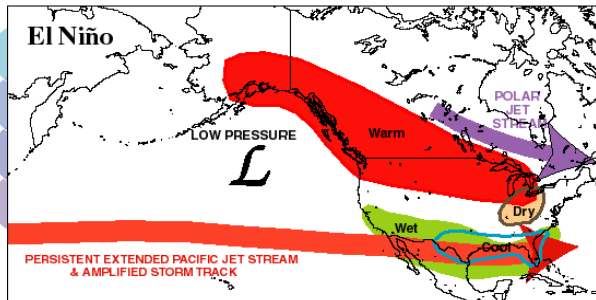 El Niño
POLAR
JET
STREAM
LOW PRESSURE
L
Warm
Dry
Wet
Cool
PERSISTENT EXTENDED PACIFIC JET STREAM
& AMPLIFIED STORM TRACK